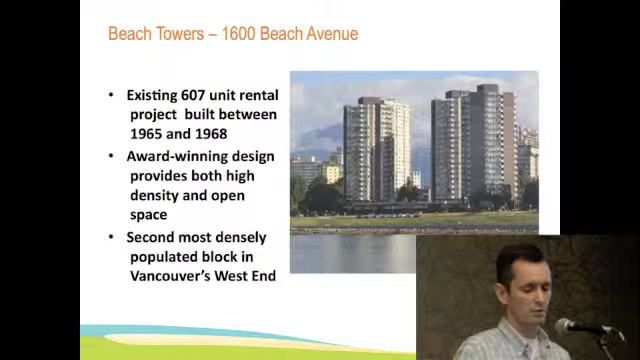 Beach Towers – 1600 Beach Avenue
• Existing 607 unit rental
project built between
1965 and 1968
• Award-winning design
provides both high
density and open
space
• Second most densely
populated block in
Vancouver's West End